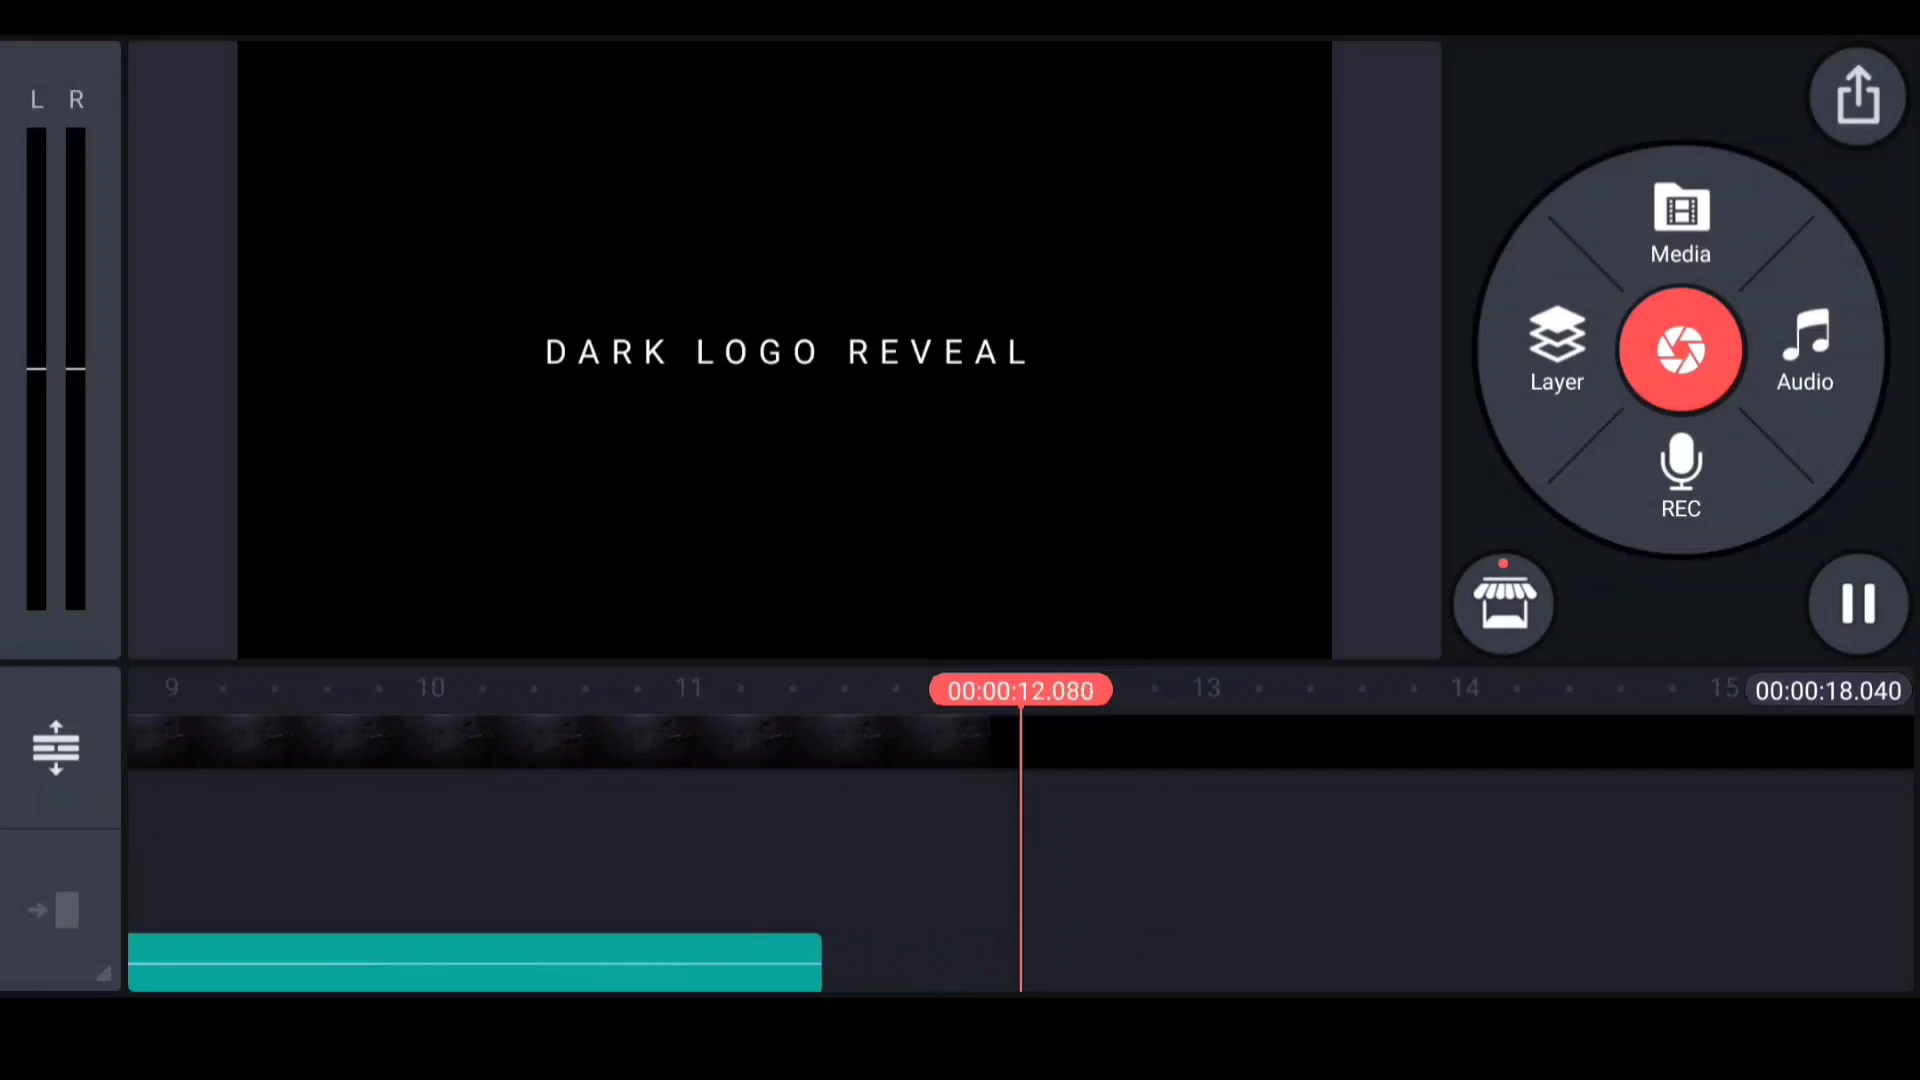 L R
DARK LOGO REVEAL
Media
Layer
Audio
REC
9 10 11 00:00:12.080 13 14 15 00:00:18.040